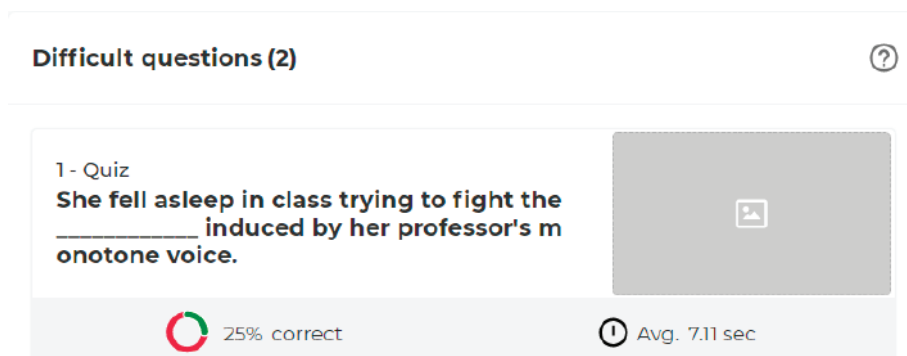 Difficult questions (2)
1 - Quiz
She fell asleep in class trying to fight the
____________ induced by her professor's m
onotone voice.
25% correct
Avg. 7.11 sec